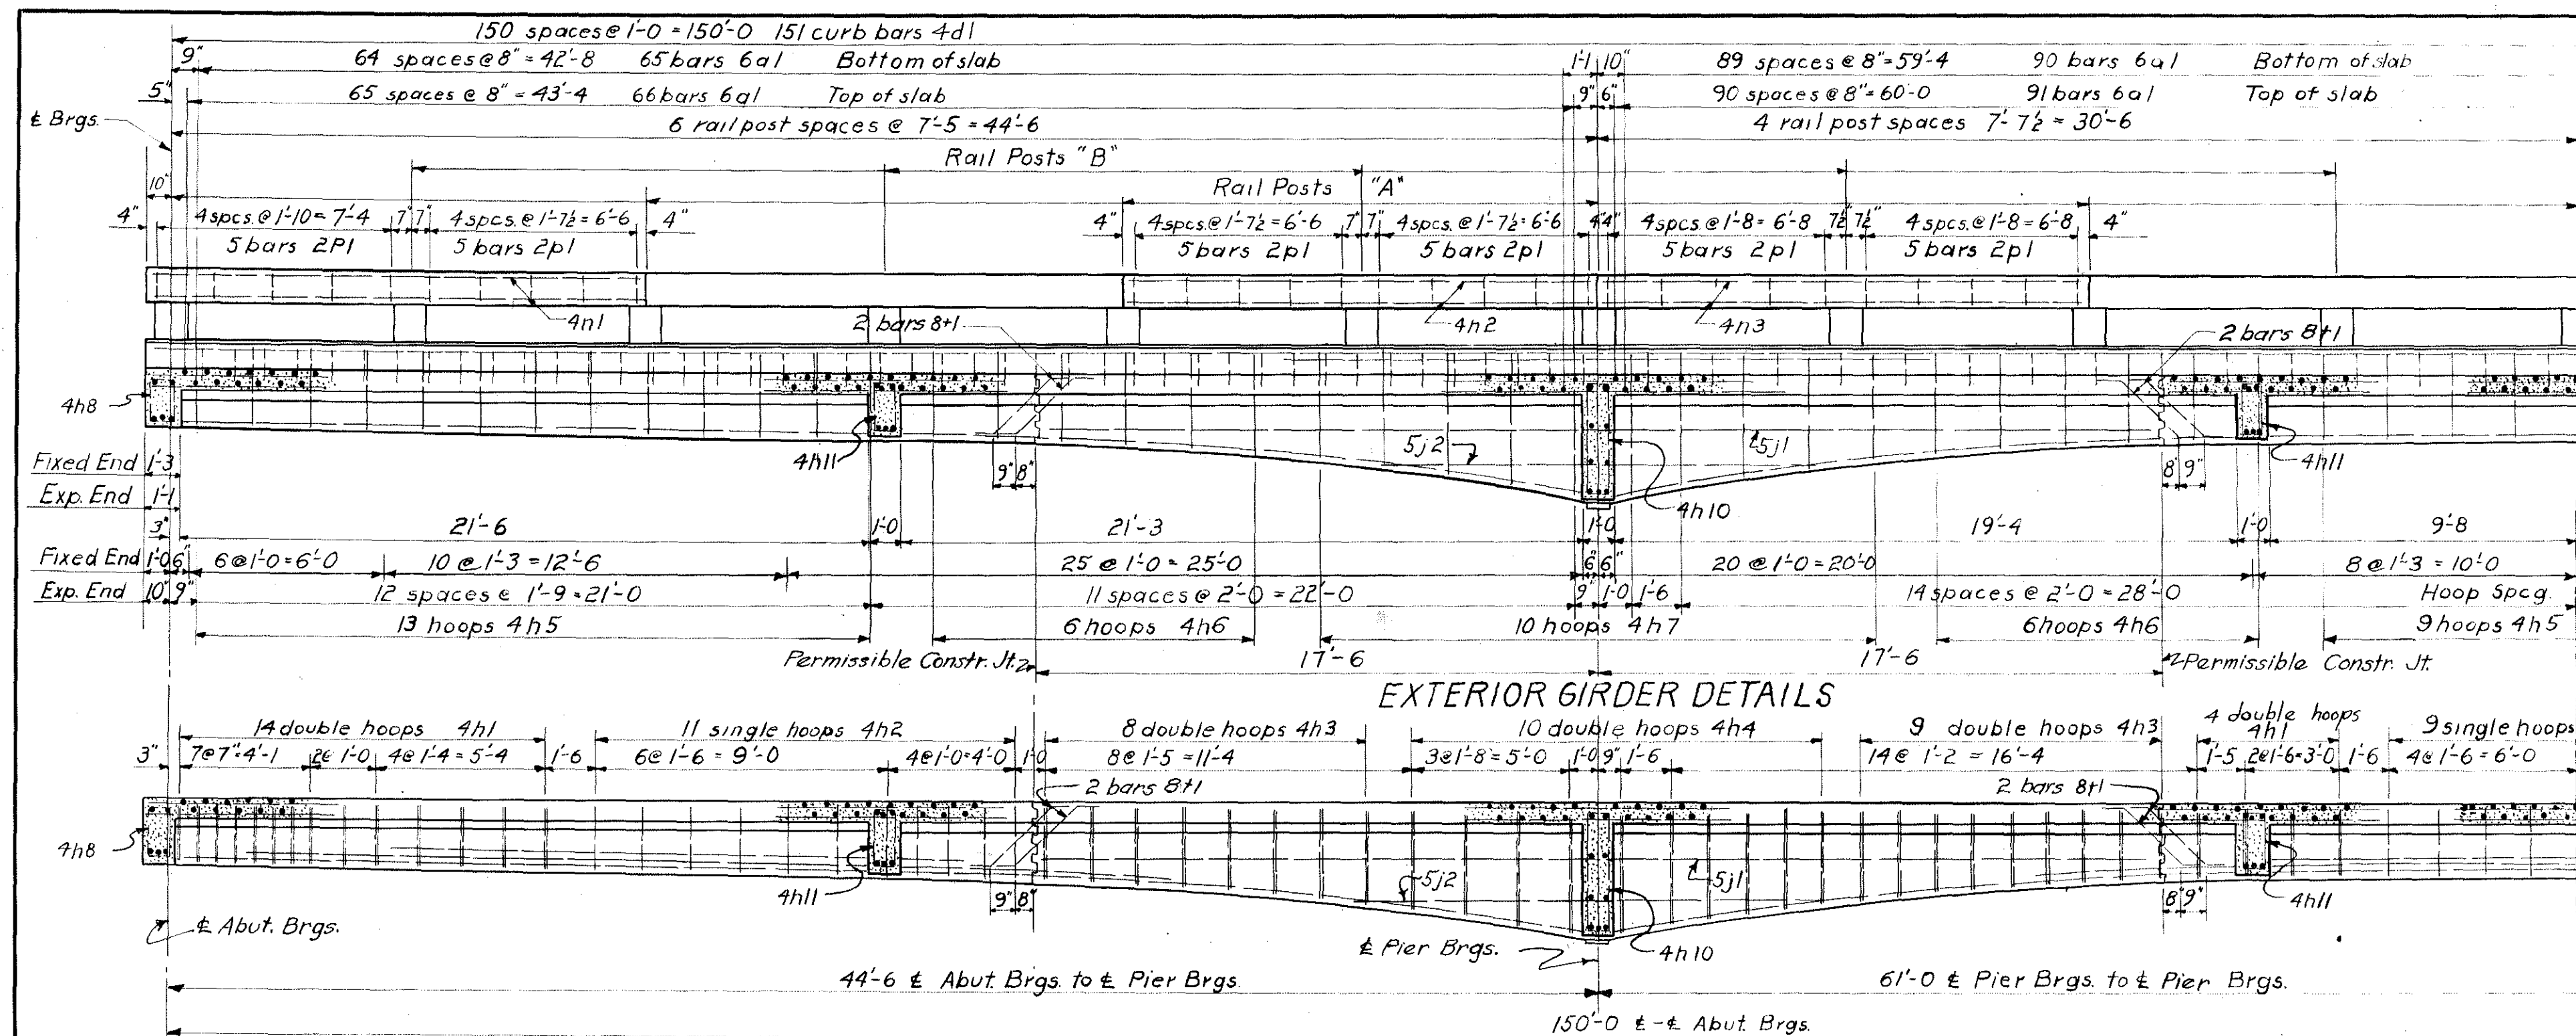 150 spaces @ 1'-0 = 150'-0 151 curb bars 4d1
9" 64 spaces @ 8" = 42'-8 65 bars 6a1 Bottom of slab 1'-1 10" 89 spaces @ 8" = 59'-4 90 bars 6a1 Bottom of slab
5" 65 spaces @ 8" = 43'-4 66 bars 6a1 Top of slab 9" 6" 90 spaces @ 8" = 60'-0 91 bars 6a1 Top of slab
℄ Brgs. 6 rail post spaces @ 7'-5 = 44'-6 4 rail post spaces 7'-7½ = 30'-6
Rail Posts "B"
10" Rail Posts "A"
4" 4 spcs. @ 1'-10 = 7'-4 7" 7" 4 spcs. @ 1'-7½ = 6'-6 4" 4" 4 spcs. @ 1'-7½ = 6'-6 7" 7" 4 spcs. @ 1'-7½ = 6'-6 4" 4" 4 spcs. @ 1'-8 = 6'-8 7½" 7½" 4 spcs. @ 1'-8 = 6'-8 4"
5 bars 2P1 5 bars 2p1 5 bars 2p1 5 bars 2p1 5 bars 2p1 5 bars 2p1
4n1 2 bars 8t1 4n2 4n3 2 bars 8t1
4h8
5j2 5j1
Fixed End 1'-3 4h11 9" 8" 8" 9" 4h11
Exp. End 1'-1
4h10
3" 21'-6 1'-0 21'-3 1'-0 19'-4 1'-0 9'-8
Fixed End 1'-0 6" 6 @ 1'-0 = 6'-0 10 @ 1'-3 = 12'-6 25 @ 1'-0 = 25'-0 6" 6" 20 @ 1'-0 = 20'-0 8 @ 1'-3 = 10'-0
Exp. End 10" 9" 12 spaces @ 1'-9 = 21'-0 11 spaces @ 2'-0 = 22'-0 9" 1'-0 1'-6 14 spaces @ 2'-0 = 28'-0 Hoop Spcg.
13 hoops 4h5 6 hoops 4h6 10 hoops 4h7 6 hoops 4h6 9 hoops 4h5
Permissible Constr. Jt. 17'-6 17'-6 Permissible Constr. Jt.
EXTERIOR GIRDER DETAILS
14 double hoops 4h1 11 single hoops 4h2 8 double hoops 4h3 10 double hoops 4h4 9 double hoops 4h3 4 double hoops 4h1 9 single hoops
3" 7 @ 7" = 4'-1 2 @ 1'-0 4 @ 1'-4 = 5'-4 1'-6 6 @ 1'-6 = 9'-0 4 @ 1'-0 = 4'-0 1'-0 8 @ 1'-5 = 11'-4 3 @ 1'-8 = 5'-0 1'-0 9" 1'-6 14 @ 1'-2 = 16'-4 1'-5 2 @ 1'-6 = 3'-0 1'-6 4 @ 1'-6 = 6'-0
2 bars 8t1 2 bars 8t1
4h8
4h11 9" 8" 5j2 5j1 8" 9" 4h11
℄ Abut. Brgs. ℄ Pier Brgs. 4h10
44'-6 ℄ Abut. Brgs. to ℄ Pier Brgs. 61'-0 ℄ Pier Brgs. to ℄ Pier Brgs.
150'-0 ℄-℄ Abut. Brgs.